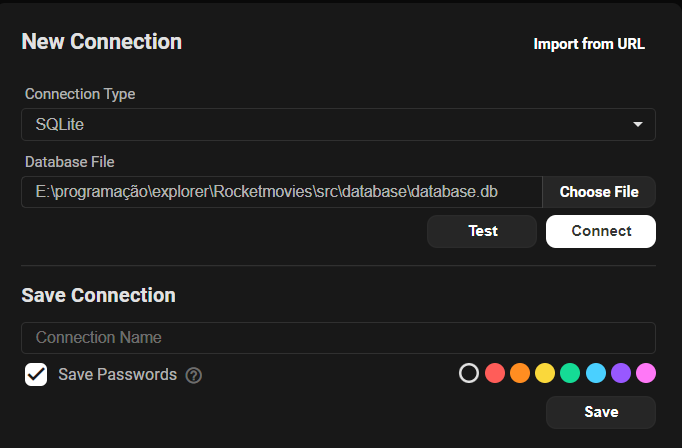 New Connection
Import from URL
Connection Type
SQLite
Database File
E:\programação\explorer\Rocketmovies\src\database\database.db
Choose File
Test
Connect
Save Connection
Connection Name
Save Passwords ?
Save